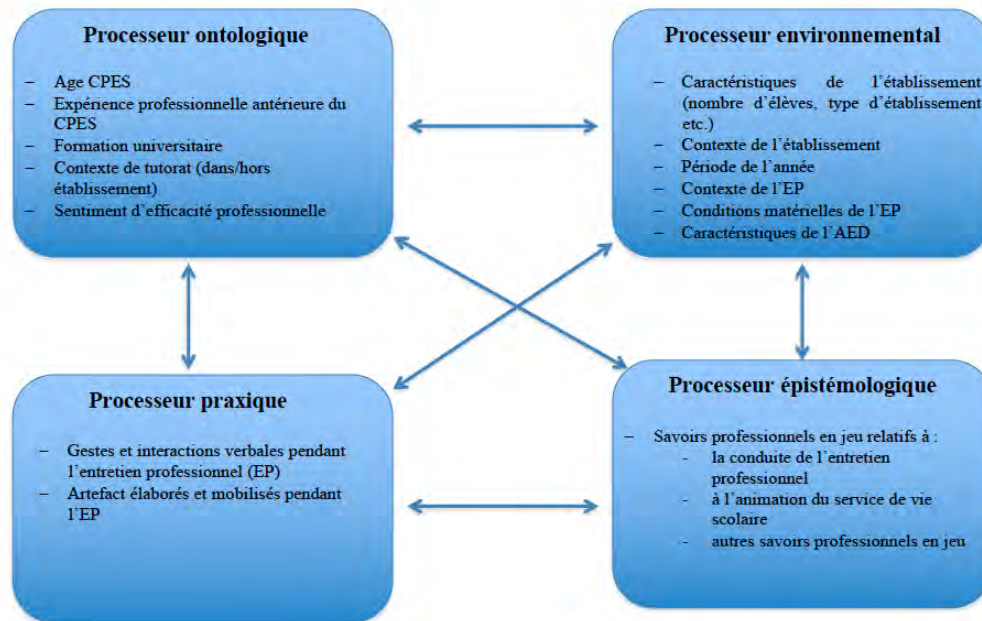 Processeur ontologique
– Age CPES
– Expérience professionnelle antérieure du
CPES
– Formation universitaire
– Contexte de tutorat (dans/hors
établissement)
– Sentiment d'efficacité professionnelle
Processeur environnemental
– Caractéristiques de l'établissement
(nombre d'élèves, type d'établissement
etc.)
– Contexte de l'établissement
– Période de l'année
– Contexte de l'EP
– Conditions matérielles de l'EP
– Caractéristiques de l'AED
Processeur praxique
– Gestes et interactions verbales pendant
l'entretien professionnel (EP)
– Artefact élaborés et mobilisés pendant
l'EP
Processeur épistémologique
– Savoirs professionnels en jeu relatifs à :
- la conduite de l'entretien
professionnel
- à l'animation du service de vie
scolaire
- autres savoirs professionnels en jeu